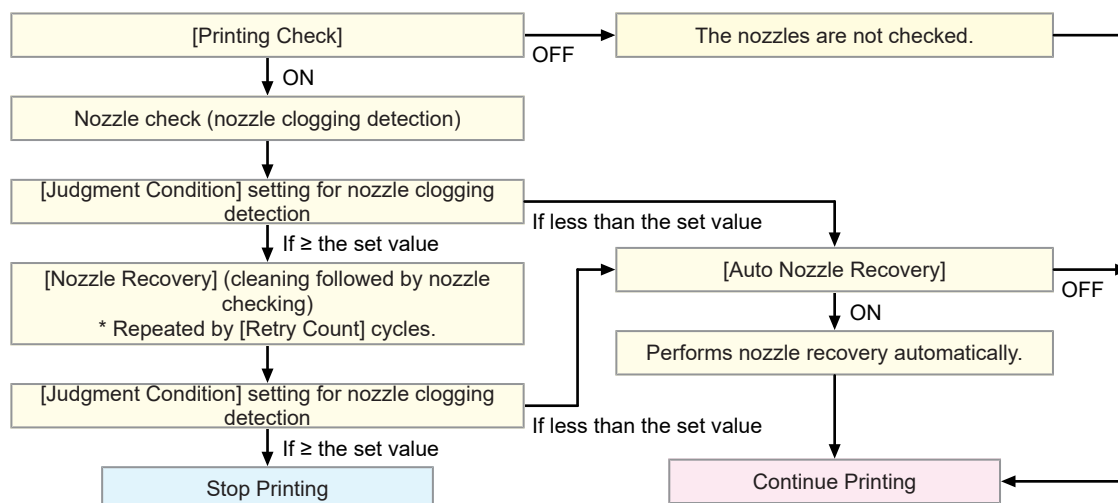 [Printing Check]
OFF
The nozzles are not checked.
ON
Nozzle check (nozzle clogging detection)
[Judgment Condition] setting for nozzle clogging
detection
If less than the set value
If ≥ the set value
[Nozzle Recovery] (cleaning followed by nozzle
checking)
* Repeated by [Retry Count] cycles.
[Auto Nozzle Recovery]
OFF
ON
Performs nozzle recovery automatically.
[Judgment Condition] setting for nozzle clogging
detection
If less than the set value
If ≥ the set value
Stop Printing
Continue Printing